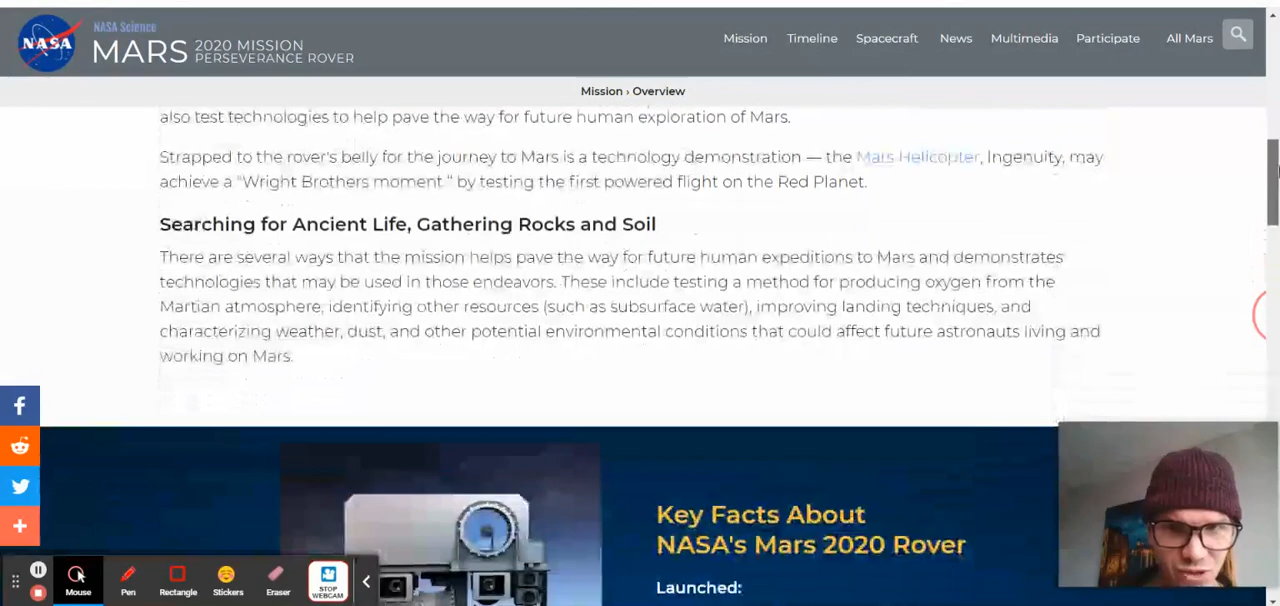 NASA
NASA Science
MARS
2020 MISSION
PERSEVERANCE ROVER
Mission
Timeline
Spacecraft
News
Multimedia
Participate
All Mars
Mission › Overview
also test technologies to help pave the way for future human exploration of Mars.
Strapped to the rover's belly for the journey to Mars is a technology demonstration — the Mars Helicopter, Ingenuity, may
achieve a "Wright Brothers moment " by testing the first powered flight on the Red Planet.
Searching for Ancient Life, Gathering Rocks and Soil
There are several ways that the mission helps pave the way for future human expeditions to Mars and demonstrates
technologies that may be used in those endeavors. These include testing a method for producing oxygen from the
Martian atmosphere, identifying other resources (such as subsurface water), improving landing techniques, and
characterizing weather, dust, and other potential environmental conditions that could affect future astronauts living and
working on Mars.
Key Facts About
NASA's Mars 2020 Rover
Launched:
Mouse
Pen
Rectangle
Stickers
Eraser
STOP
WEBCAM